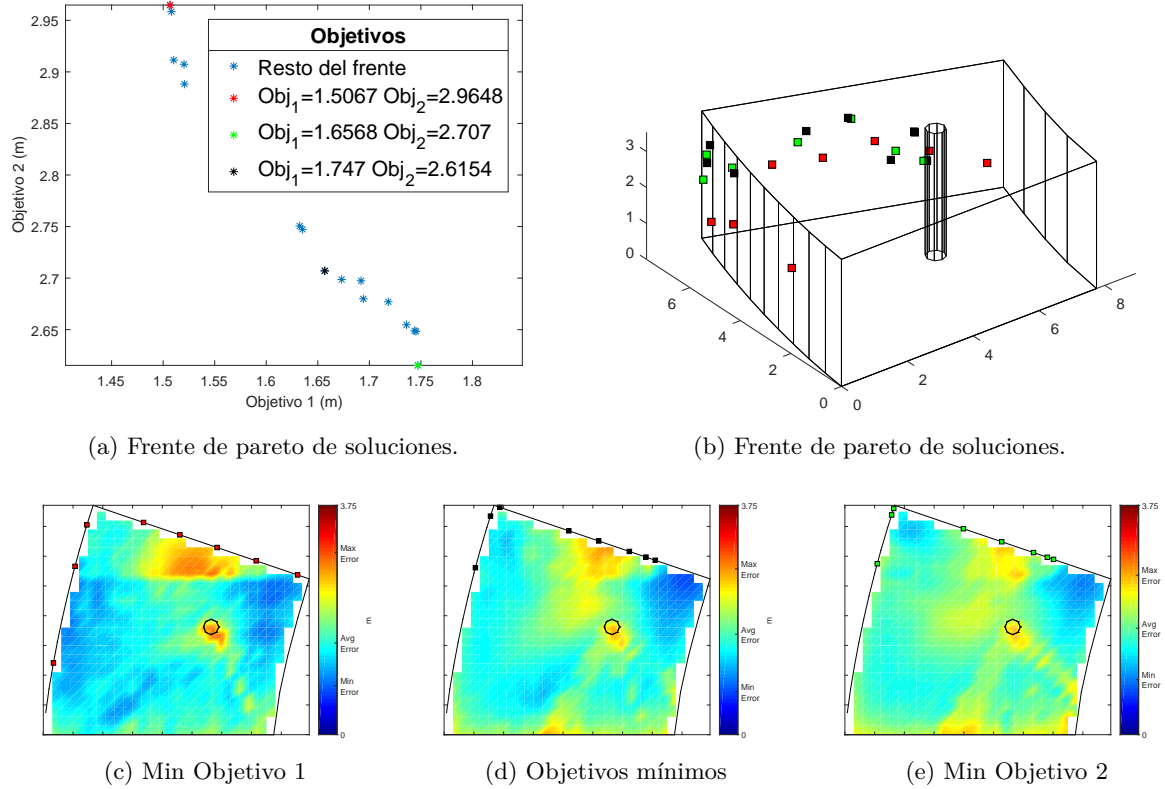 2.95
2.9
2.85
2.8
2.75
2.7
2.65
Objetivo 2 (m)
1.45
1.5
1.55
1.6
1.65
1.7
1.75
1.8
Objetivo 1 (m)
Objetivos
Resto del frente
Obj1=1.5067 Obj2=2.9648
Obj1=1.6568 Obj2=2.707
Obj1=1.747 Obj2=2.6154
3
2
1
0
6
4
2
0
0
2
4
6
8
(a) Frente de pareto de soluciones.
(b) Frente de pareto de soluciones.
3.75
Max
Error
Avg
Error
Min
Error
0
m
3.75
Max
Error
Avg
Error
Min
Error
0
m
3.75
Max
Error
Avg
Error
Min
Error
0
(c) Min Objetivo 1
(d) Objetivos mínimos
(e) Min Objetivo 2